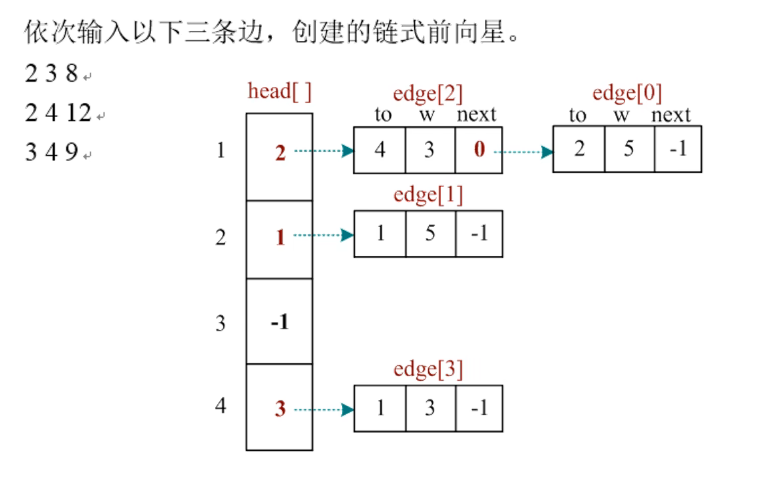 依次输入以下三条边，创建的链式前向星。
2 3 8
2 4 12
3 4 9
head[ ]
edge[2]
to w next
edge[0]
to w next
1 2 4 3 0 2 5 -1
edge[1]
2 1 1 5 -1
3 -1
edge[3]
4 3 1 3 -1